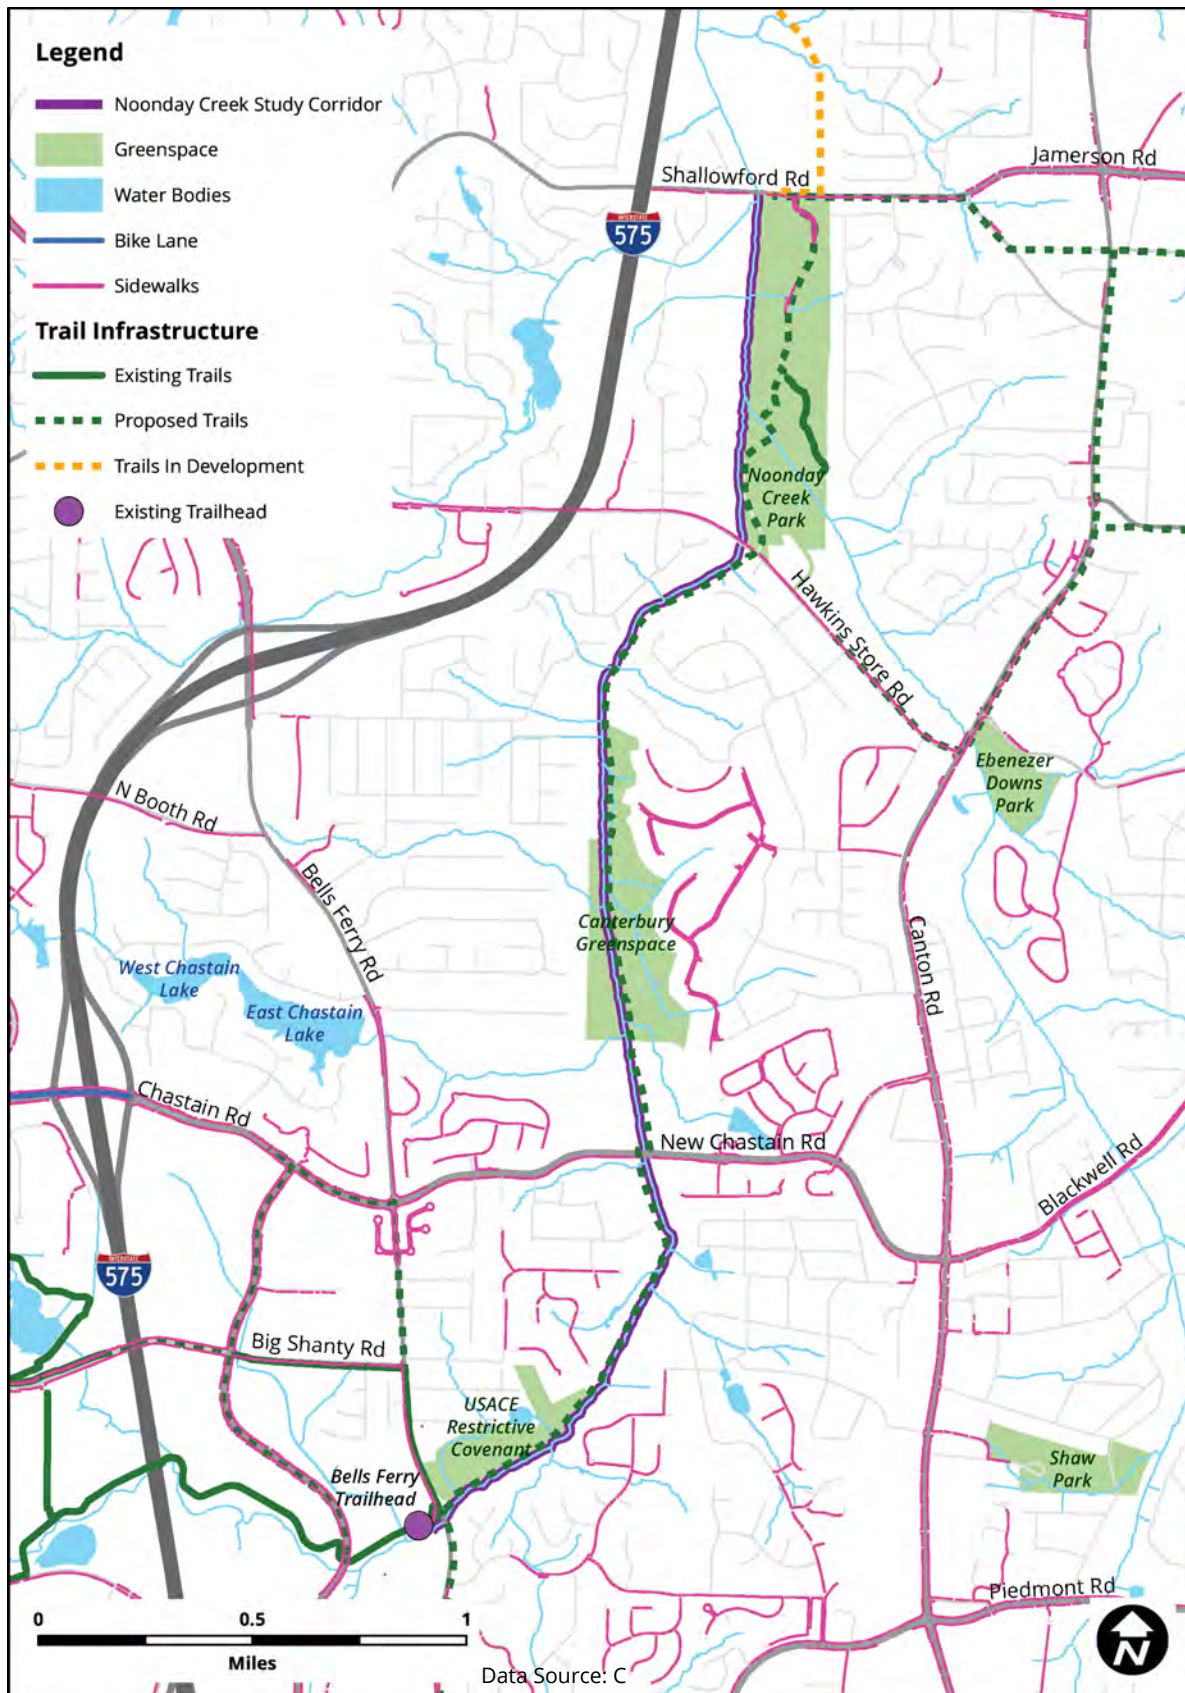 Legend
Noonday Creek Study Corridor
Greenspace
Water Bodies
Bike Lane
Sidewalks
Trail Infrastructure
Existing Trails
Proposed Trails
Trails In Development
Existing Trailhead
Shallowford Rd
Jamerson Rd
INTERSTATE
575
Noonday
Creek
Park
Hawkins Store Rd
Ebenezer
Downs
Park
N Booth Rd
Bells Ferry Rd
Canterbury
Greenspace
Canton Rd
West Chastain
Lake
East Chastain
Lake
Chastain Rd
New Chastain Rd
Blackwell Rd
INTERSTATE
575
Big Shanty Rd
USACE
Restrictive
Covenant
Bells Ferry
Trailhead
Shaw
Park
Piedmont Rd
0 0.5 1
Miles
Data Source: C
N